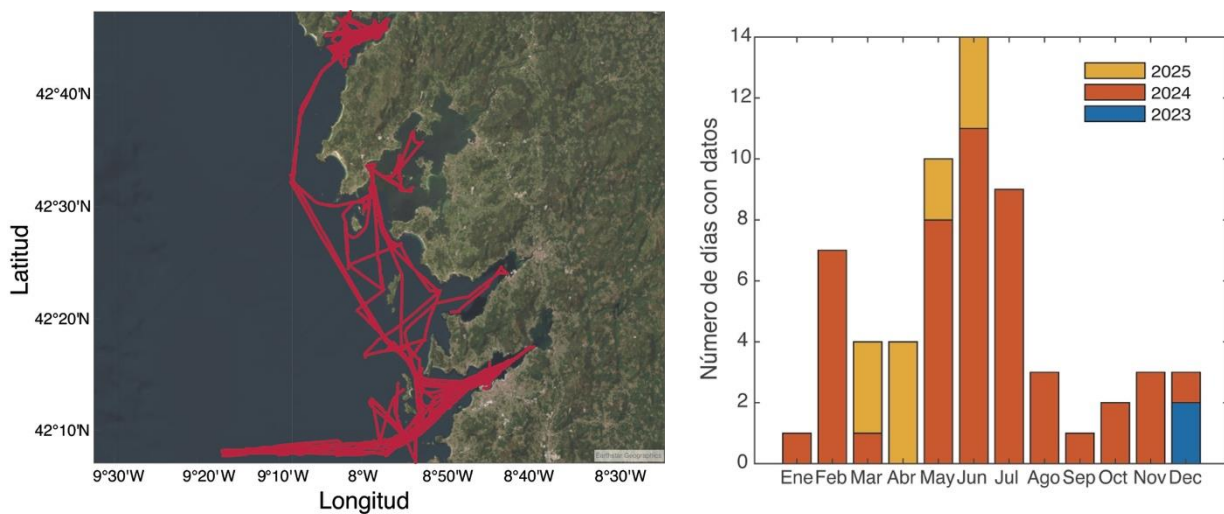 42°40'N
42°30'N
42°20'N
42°10'N
Latitud
9°30'W 9°20'W 9°10'W 8°0'W 8°50'W 8°40'W 8°30'W
Longitud
Earthstar Geographics
14
12
10
8
6
4
2
0
Número de días con datos
2025
2024
2023
Ene Feb Mar Abr May Jun Jul Ago Sep Oct Nov Dec